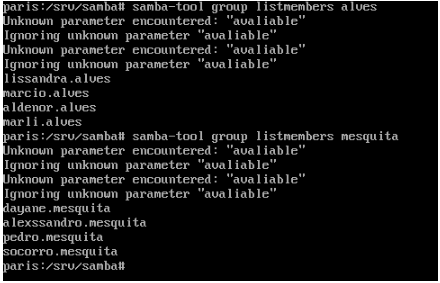 paris:/srv/samba# samba-tool group listmembers alves
Unknown parameter encountered: "avaliable"
Ignoring unknown parameter "avaliable"
Unknown parameter encountered: "avaliable"
Ignoring unknown parameter "avaliable"
lissandra.alves
marcio.alves
aldenor.alves
marli.alves
paris:/srv/samba# samba-tool group listmembers mesquita
Unknown parameter encountered: "avaliable"
Ignoring unknown parameter "avaliable"
Unknown parameter encountered: "avaliable"
Ignoring unknown parameter "avaliable"
dayane.mesquita
alexssandro.mesquita
pedro.mesquita
socorro.mesquita
paris:/srv/samba#